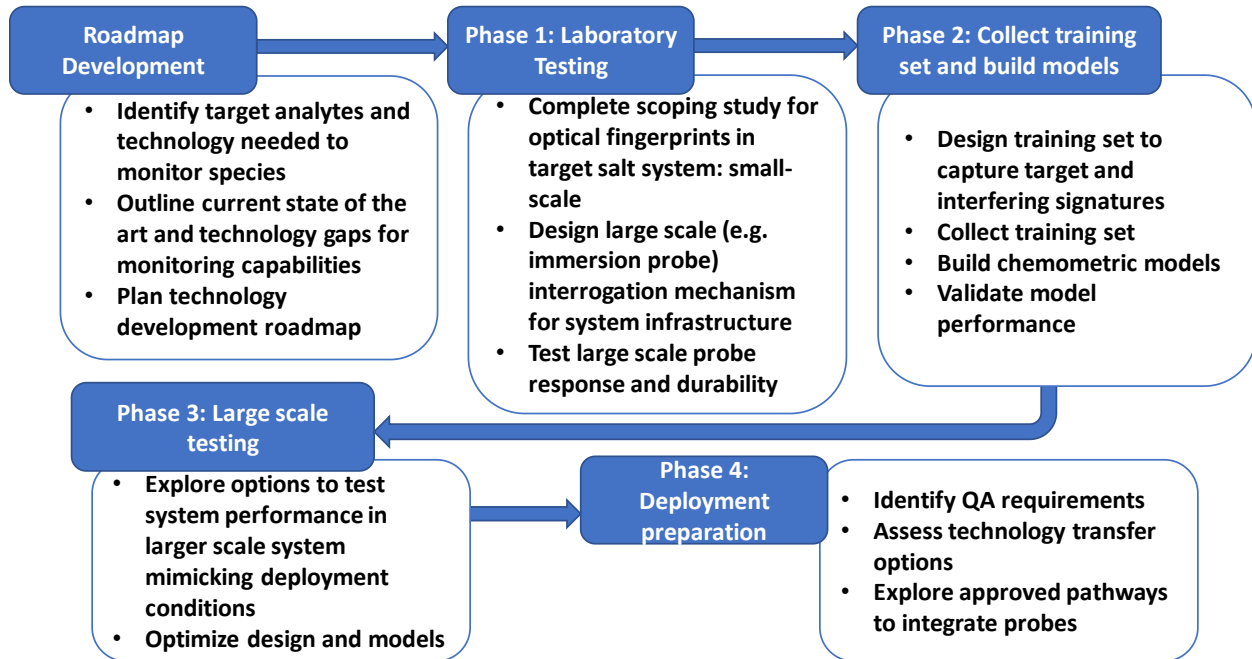 Roadmap
Development
• Identify target analytes and
technology needed to
monitor species
• Outline current state of the
art and technology gaps for
monitoring capabilities
• Plan technology
development roadmap
Phase 1: Laboratory
Testing
• Complete scoping study for
optical fingerprints in
target salt system: small-
scale
• Design large scale (e.g.
immersion probe)
interrogation mechanism
for system infrastructure
• Test large scale probe
response and durability
Phase 2: Collect training
set and build models
• Design training set to
capture target and
interfering signatures
• Collect training set
• Build chemometric models
• Validate model
performance
Phase 3: Large scale
testing
• Explore options to test
system performance in
larger scale system
mimicking deployment
conditions
• Optimize design and models
Phase 4:
Deployment
preparation
• Identify QA requirements
• Assess technology transfer
options
• Explore approved pathways
to integrate probes